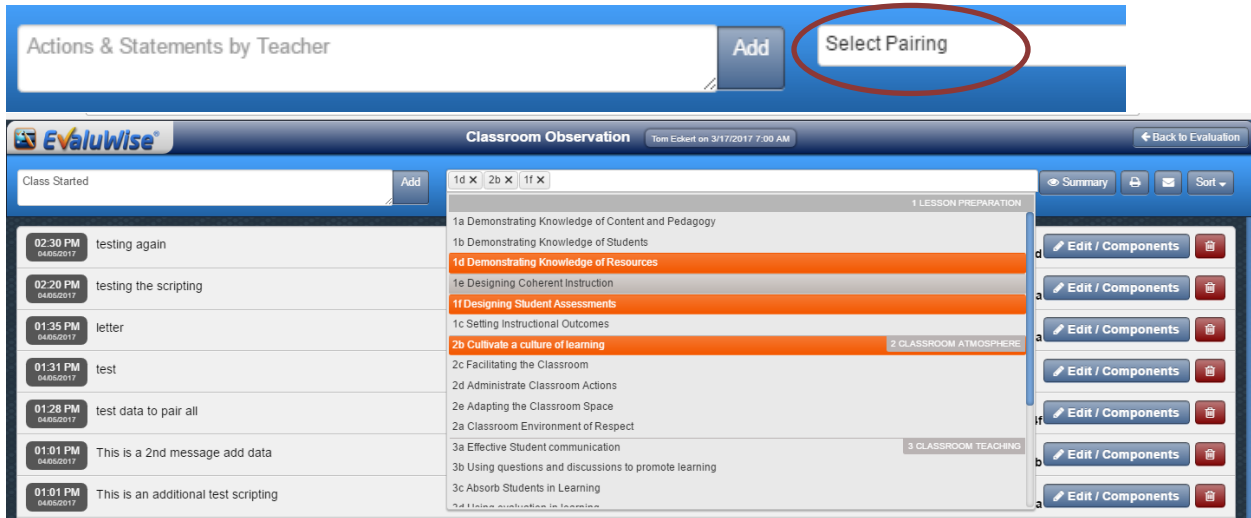 Actions & Statements by Teacher
Add
Select Pairing
EvaluWise®
Classroom Observation
Tom Eckert on 3/17/2017 7:00 AM
Back to Evaluation
Class Started
Add
1d × 2b × 1f ×
Summary
Sort
1 LESSON PREPARATION
1a Demonstrating Knowledge of Content and Pedagogy
1b Demonstrating Knowledge of Students
1d Demonstrating Knowledge of Resources
1e Designing Coherent Instruction
1f Designing Student Assessments
1c Setting Instructional Outcomes
2b Cultivate a culture of learning
2 CLASSROOM ATMOSPHERE
2c Facilitating the Classroom
2d Administrate Classroom Actions
2e Adapting the Classroom Space
2a Classroom Environment of Respect
3a Effective Student communication
3 CLASSROOM TEACHING
3b Using questions and discussions to promote learning
3c Absorb Students in Learning
3d Using evaluation in learning
02:30 PM
04/05/2017
testing again
d
Edit / Components
02:20 PM
04/05/2017
testing the scripting
a
Edit / Components
01:35 PM
04/05/2017
letter
a
Edit / Components
01:31 PM
04/05/2017
test
Edit / Components
01:28 PM
04/05/2017
test data to pair all
4f
Edit / Components
01:01 PM
04/05/2017
This is a 2nd message add data
b
Edit / Components
01:01 PM
04/05/2017
This is an additional test scripting
a
Edit / Components